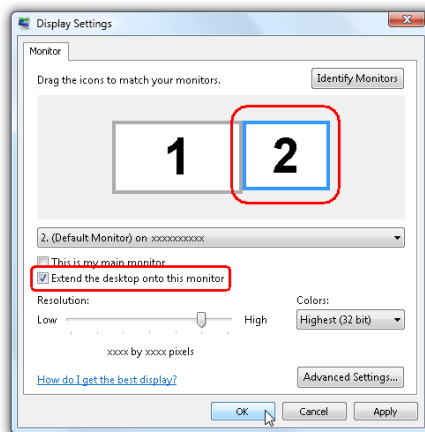 Display Settings
Monitor
Drag the icons to match your monitors.
Identify Monitors
1
2
2. (Default Monitor) on xxxxxxxxxx
This is my main monitor
Extend the desktop onto this monitor
Resolution:
Colors:
Low
High
Highest (32 bit)
xxxx by xxxx pixels
How do I get the best display?
Advanced Settings...
OK
Cancel
Apply